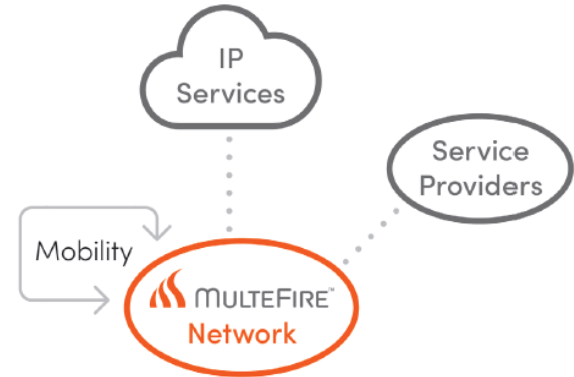 IP
Services
Service
Providers
Mobility
MULTEFIRE™
Network